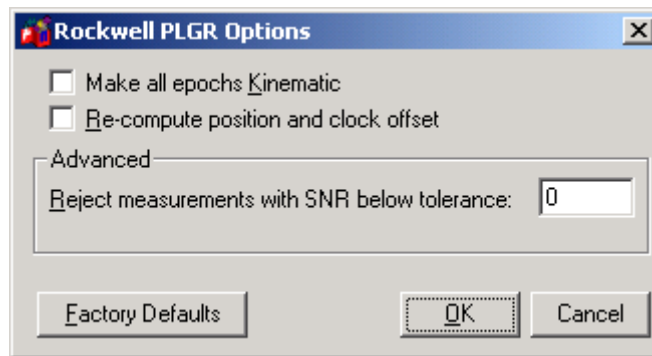 Rockwell PLGR Options
Make all epochs Kinematic
Re-compute position and clock offset
Advanced
Reject measurements with SNR below tolerance: 0
Factory Defaults OK Cancel